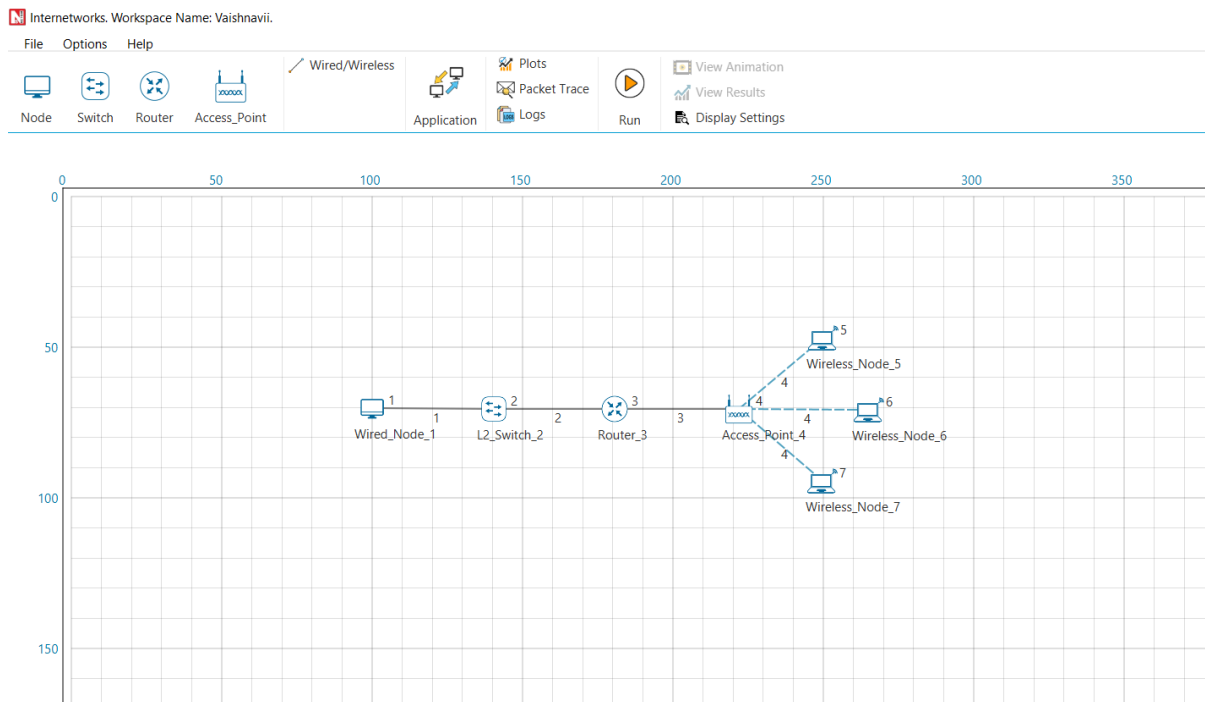 Internetworks. Workspace Name: Vaishnavii.
File Options Help
Wired/Wireless
Plots
Packet Trace
Logs
View Animation
View Results
Display Settings
Node Switch Router Access_Point Application Run
0 50 100 150 200 250 300 350
0
50
100
150
5
Wireless_Node_5
4
1 2 3 4 6
1 2 3 4
Wired_Node_1 L2_Switch_2 Router_3 Access_Point_4 Wireless_Node_6
4
7
Wireless_Node_7